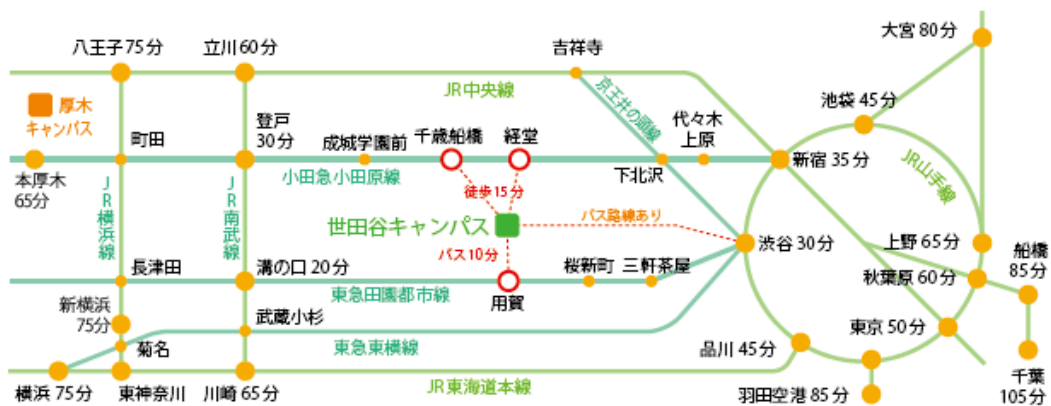 大宮 80分
八王子 75分
立川 60分
吉祥寺
JR中央線
京王井の頭線
池袋 45分
厚木
キャンパス
登戸
30分
代々木
上原
町田
成城学園前
千歳船橋
経堂
新宿 35分
JR山手線
本厚木
65分
小田急小田原線
徒歩15分
下北沢
JR横浜線
JR南武線
世田谷キャンパス
バス路線あり
渋谷 30分
上野 65分
船橋
85分
バス10分
長津田
溝の口 20分
桜新町
三軒茶屋
秋葉原 60分
東急田園都市線
用賀
新横浜
75分
武蔵小杉
東京 50分
菊名
東急東横線
品川 45分
横浜 75分
東神奈川
川崎 65分
JR東海道本線
羽田空港 85分
千葉
105分